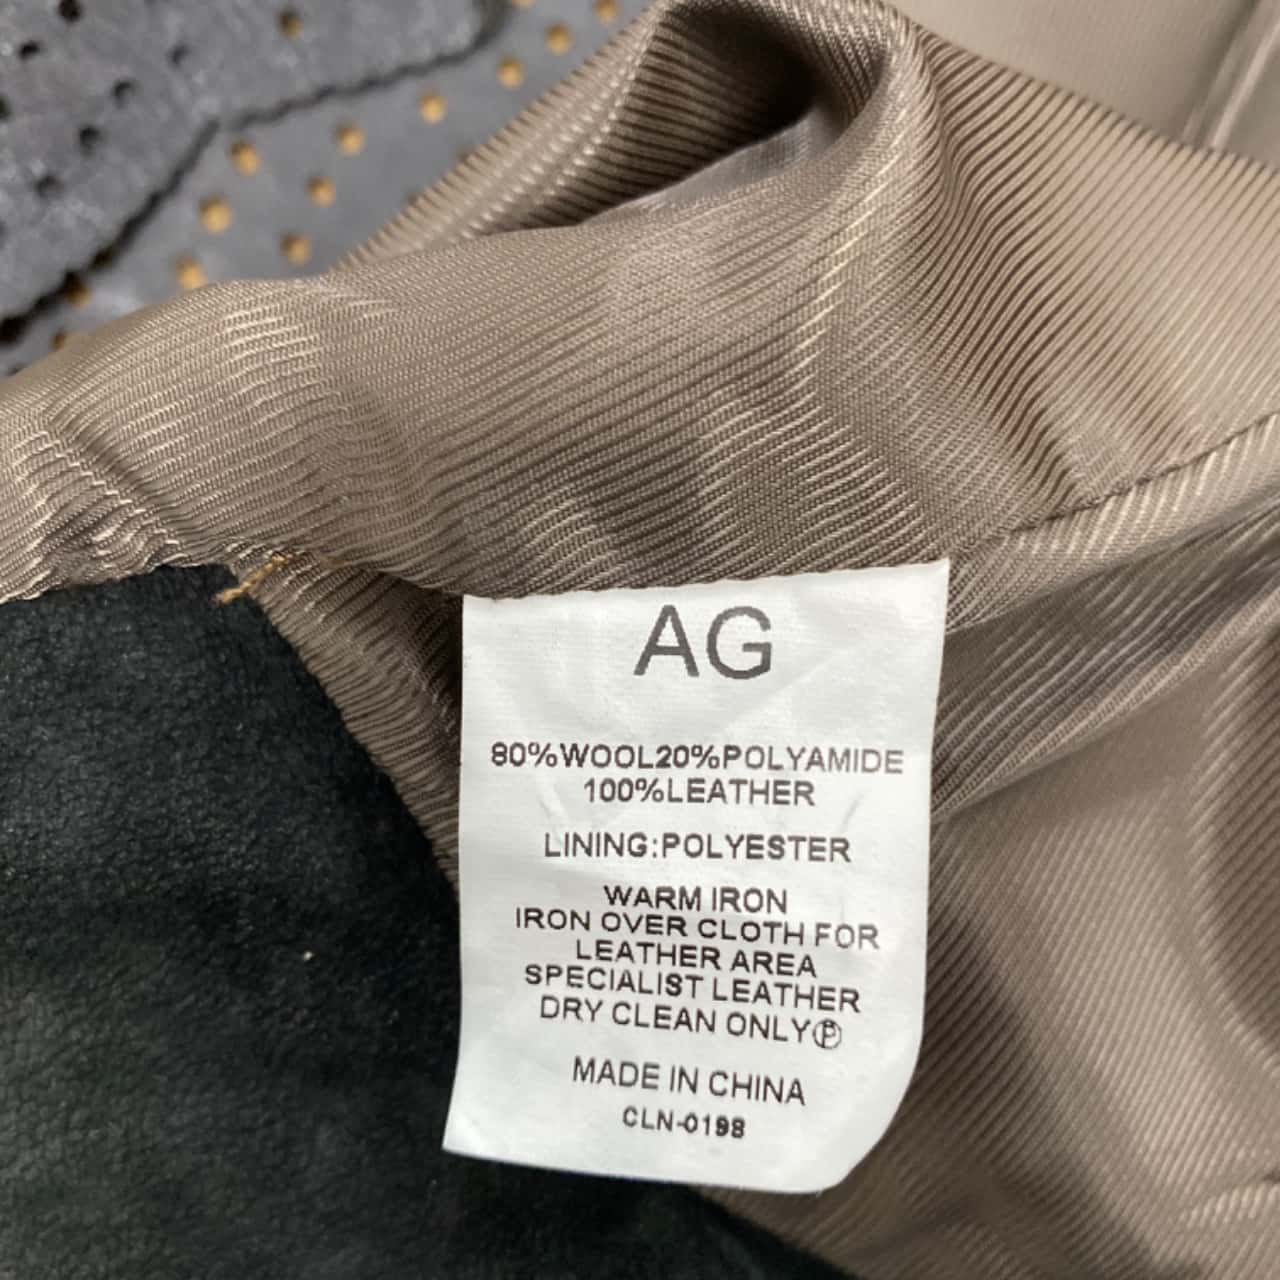 AG
80%WOOL20%POLYAMIDE
100%LEATHER
LINING:POLYESTER
WARM IRON
IRON OVER CLOTH FOR
LEATHER AREA
SPECIALIST LEATHER
DRY CLEAN ONLYⓅ
MADE IN CHINA
CLN-0198